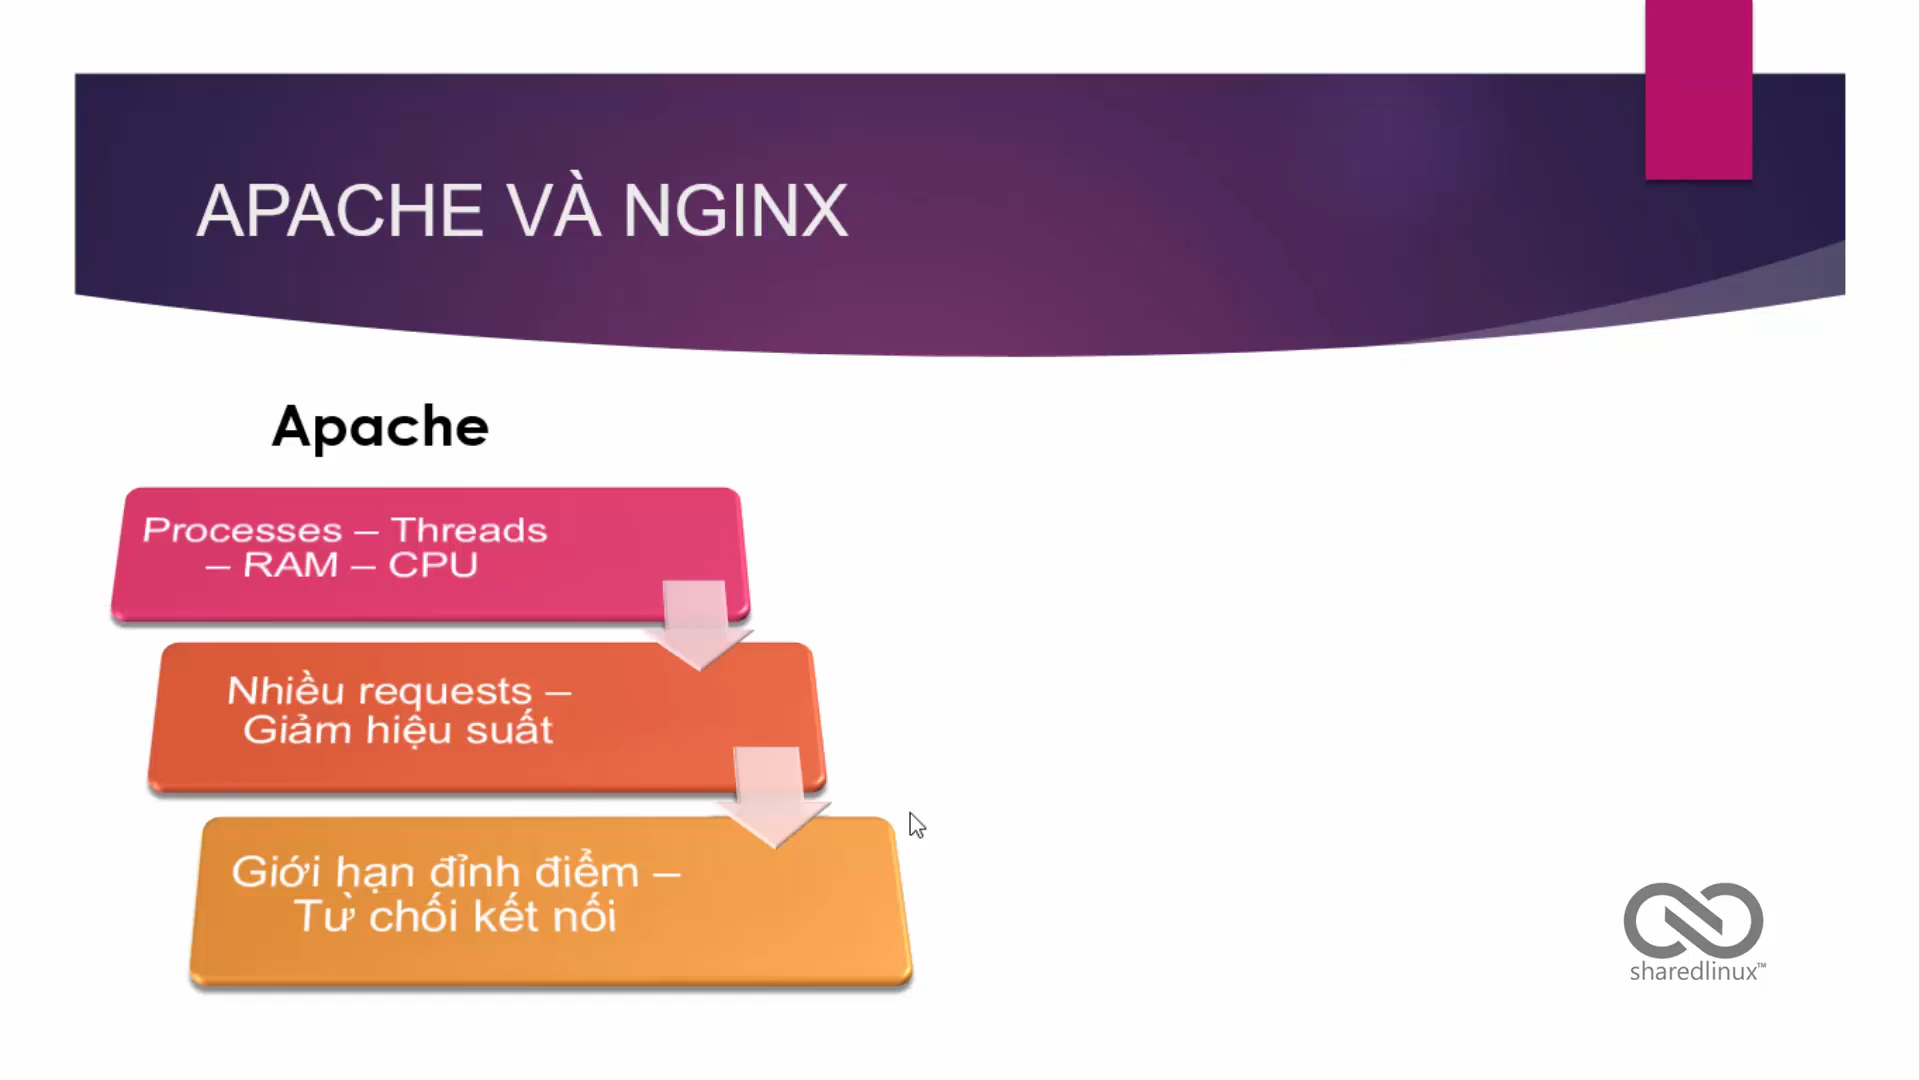 APACHE VÀ NGINX
Apache
Processes – Threads
– RAM – CPU
Nhiều requests –
Giảm hiệu suất
Giới hạn đỉnh điểm –
Từ chối kết nối
sharedlinux™